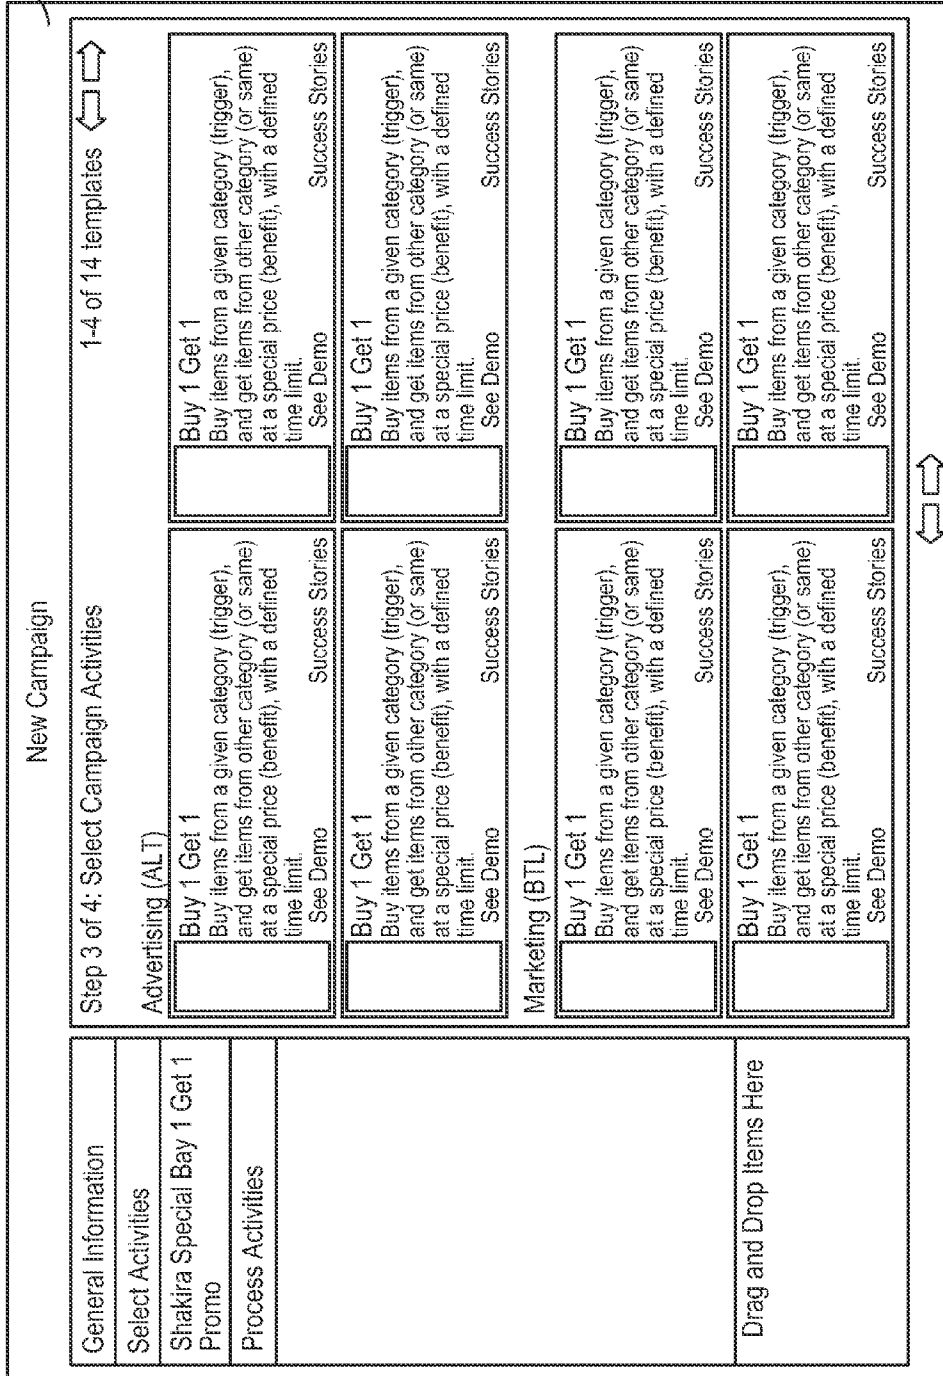 New Campaign
General Information
Select Activities
Shakira Special Bay 1 Get 1
Promo
Process Activities
Drag and Drop Items Here
Step 3 of 4: Select Campaign Activities
1-4 of 14 templates
Advertising (ALT)
Buy 1 Get 1
Buy items from a given category (trigger),
and get items from other category (or same)
at a special price (benefit), with a defined
time limit.
See Demo Success Stories
Buy 1 Get 1
Buy items from a given category (trigger),
and get items from other category (or same)
at a special price (benefit), with a defined
time limit.
See Demo Success Stories
Buy 1 Get 1
Buy items from a given category (trigger),
and get items from other category (or same)
at a special price (benefit), with a defined
time limit.
See Demo Success Stories
Buy 1 Get 1
Buy items from a given category (trigger),
and get items from other category (or same)
at a special price (benefit), with a defined
time limit.
See Demo Success Stories
Marketing (BTL)
Buy 1 Get 1
Buy items from a given category (trigger),
and get items from other category (or same)
at a special price (benefit), with a defined
time limit.
See Demo Success Stories
Buy 1 Get 1
Buy items from a given category (trigger),
and get items from other category (or same)
at a special price (benefit), with a defined
time limit.
See Demo Success Stories
Buy 1 Get 1
Buy items from a given category (trigger),
and get items from other category (or same)
at a special price (benefit), with a defined
time limit.
See Demo Success Stories
Buy 1 Get 1
Buy items from a given category (trigger),
and get items from other category (or same)
at a special price (benefit), with a defined
time limit.
See Demo Success Stories